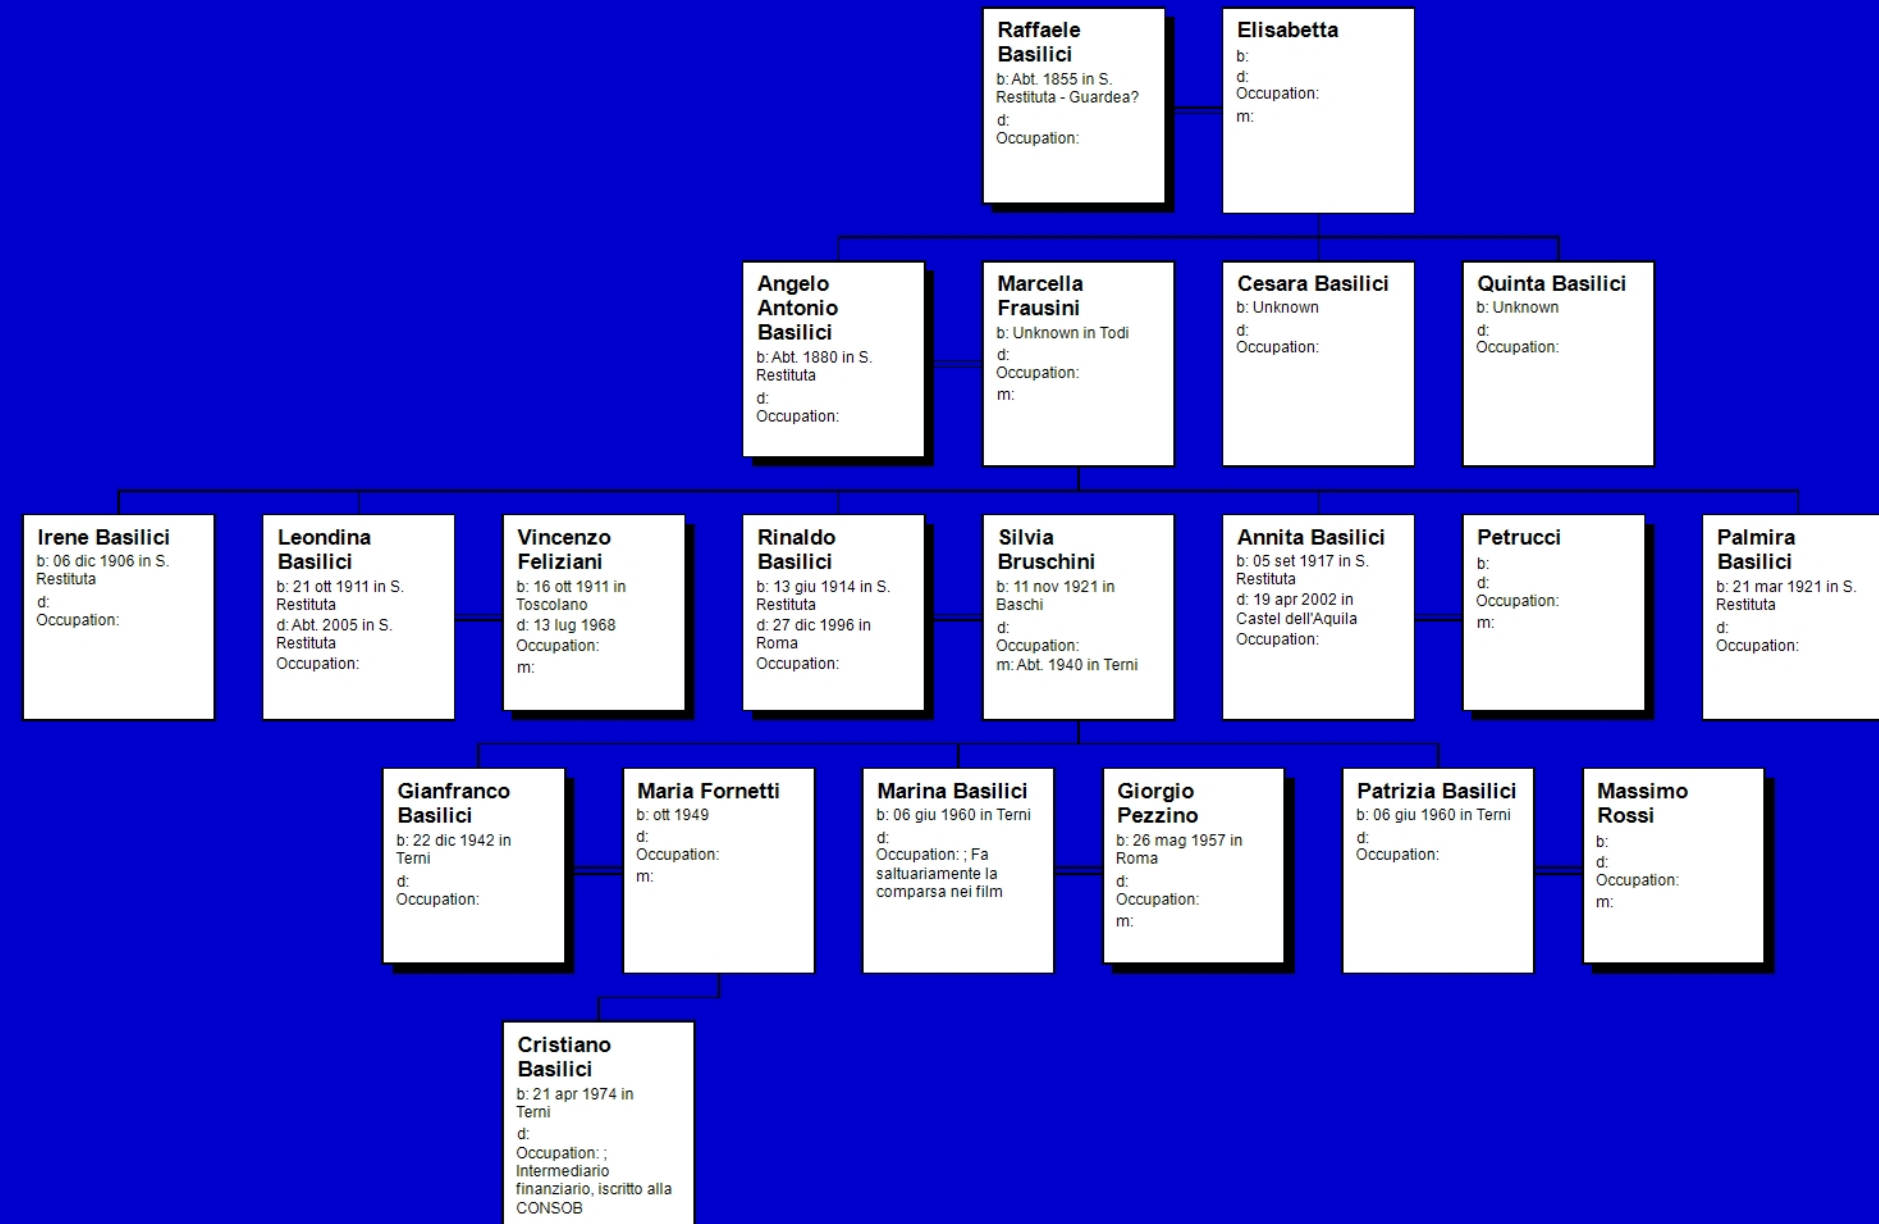 Raffaele
Basilici
b: Abt. 1855 in S.
Restituta - Guardea?
d:
Occupation:
Elisabetta
b:
d:
Occupation:
m:
Angelo
Antonio
Basilici
b: Abt. 1880 in S.
Restituta
d:
Occupation:
Marcella
Frausini
b: Unknown in Todi
d:
Occupation:
m:
Cesara Basilici
b: Unknown
d:
Occupation:
Quinta Basilici
b: Unknown
d:
Occupation:
Irene Basilici
b: 06 dic 1906 in S.
Restituta
d:
Occupation:
Leondina
Basilici
b: 21 ott 1911 in S.
Restituta
d: Abt. 2005 in S.
Restituta
Occupation:
Vincenzo
Feliziani
b: 16 ott 1911 in
Toscolano
d: 13 lug 1968
Occupation:
m:
Rinaldo
Basilici
b: 13 giu 1914 in S.
Restituta
d: 27 dic 1996 in
Roma
Occupation:
Silvia
Bruschini
b: 11 nov 1921 in
Baschi
d:
Occupation:
m: Abt. 1940 in Terni
Annita Basilici
b: 05 set 1917 in S.
Restituta
d: 19 apr 2002 in
Castel dell'Aquila
Occupation:
Petrucci
b:
d:
Occupation:
m:
Palmira
Basilici
b: 21 mar 1921 in S.
Restituta
d:
Occupation:
Gianfranco
Basilici
b: 22 dic 1942 in
Terni
d:
Occupation:
Maria Fornetti
b: ott 1949
d:
Occupation:
m:
Marina Basilici
b: 06 giu 1960 in Terni
d:
Occupation: ; Fa
saltuariamente la
comparsa nei film
Giorgio
Pezzino
b: 26 mag 1957 in
Roma
d:
Occupation:
m:
Patrizia Basilici
b: 06 giu 1960 in Terni
d:
Occupation:
Massimo
Rossi
b:
d:
Occupation:
m:
Cristiano
Basilici
b: 21 apr 1974 in
Terni
d:
Occupation: ;
Intermediario
finanziario, iscritto alla
CONSOB